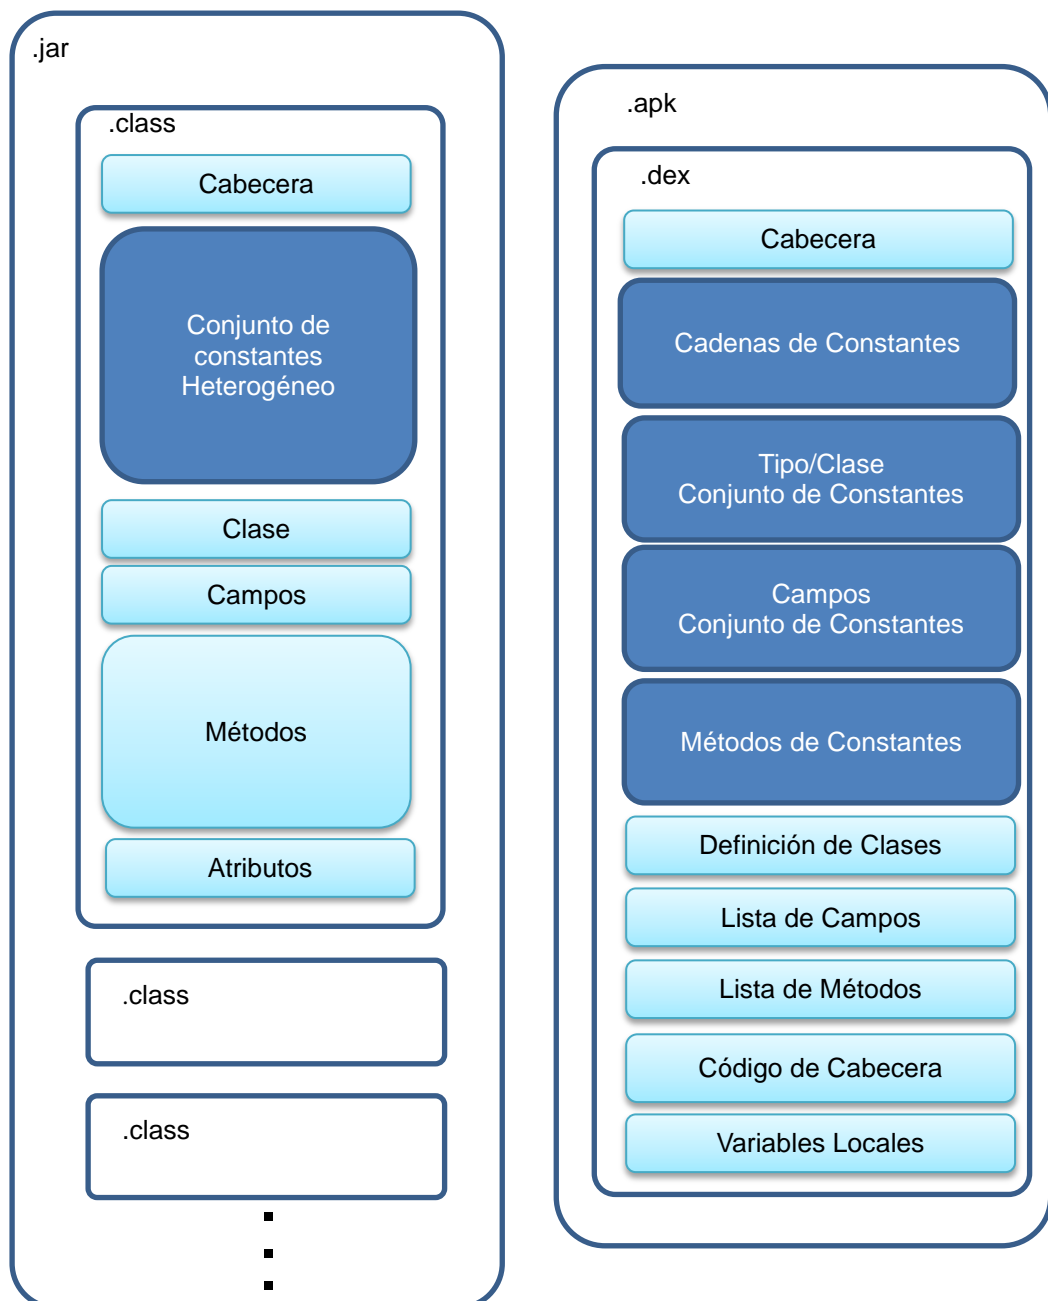 .jar
.class
Cabecera
Conjunto de
constantes
Heterogéneo
Clase
Campos
Métodos
Atributos
.class
.class
.apk
.dex
Cabecera
Cadenas de Constantes
Tipo/Clase
Conjunto de Constantes
Campos
Conjunto de Constantes
Métodos de Constantes
Definición de Clases
Lista de Campos
Lista de Métodos
Código de Cabecera
Variables Locales